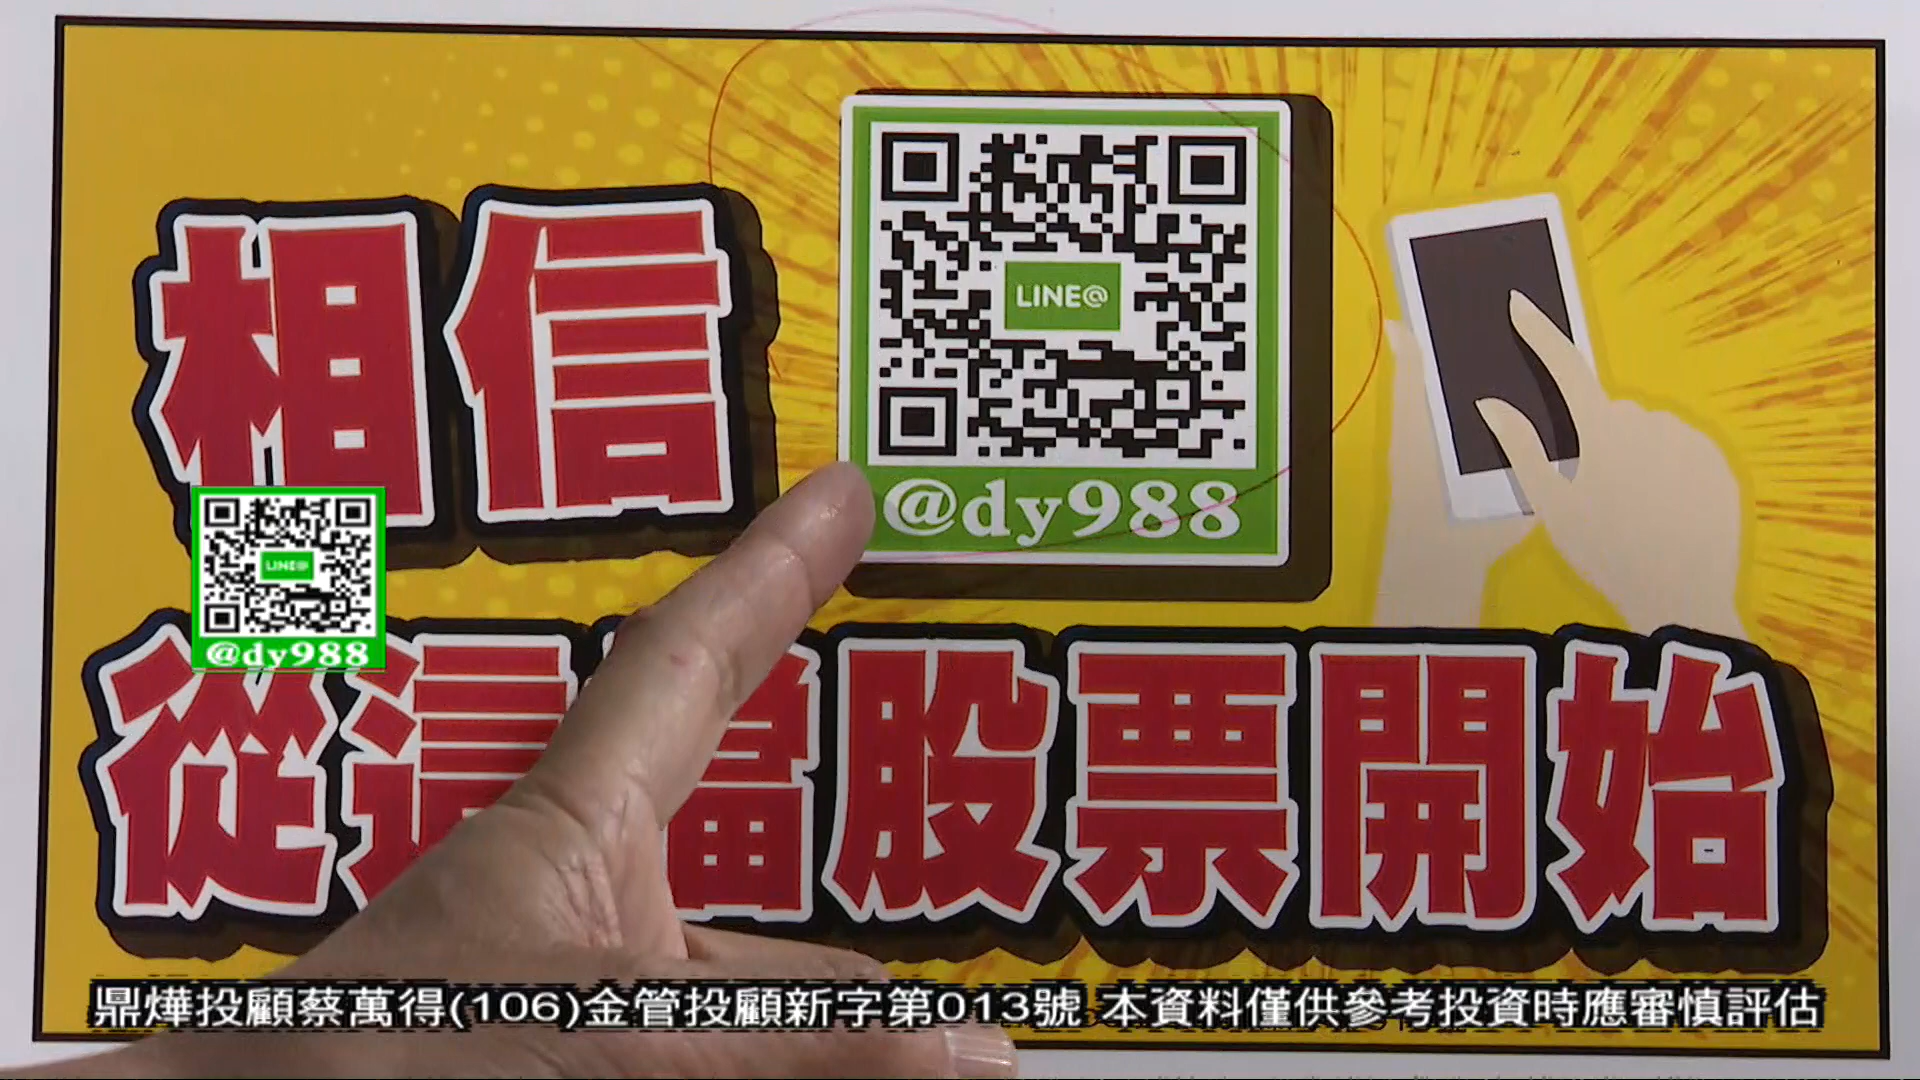 相信
LINE@
@dy988
LINE@
@dy988
從這檔股票開始
鼎燁投顧蔡萬得(106)金管投顧新字第013號 本資料僅供參考投資時應審慎評估